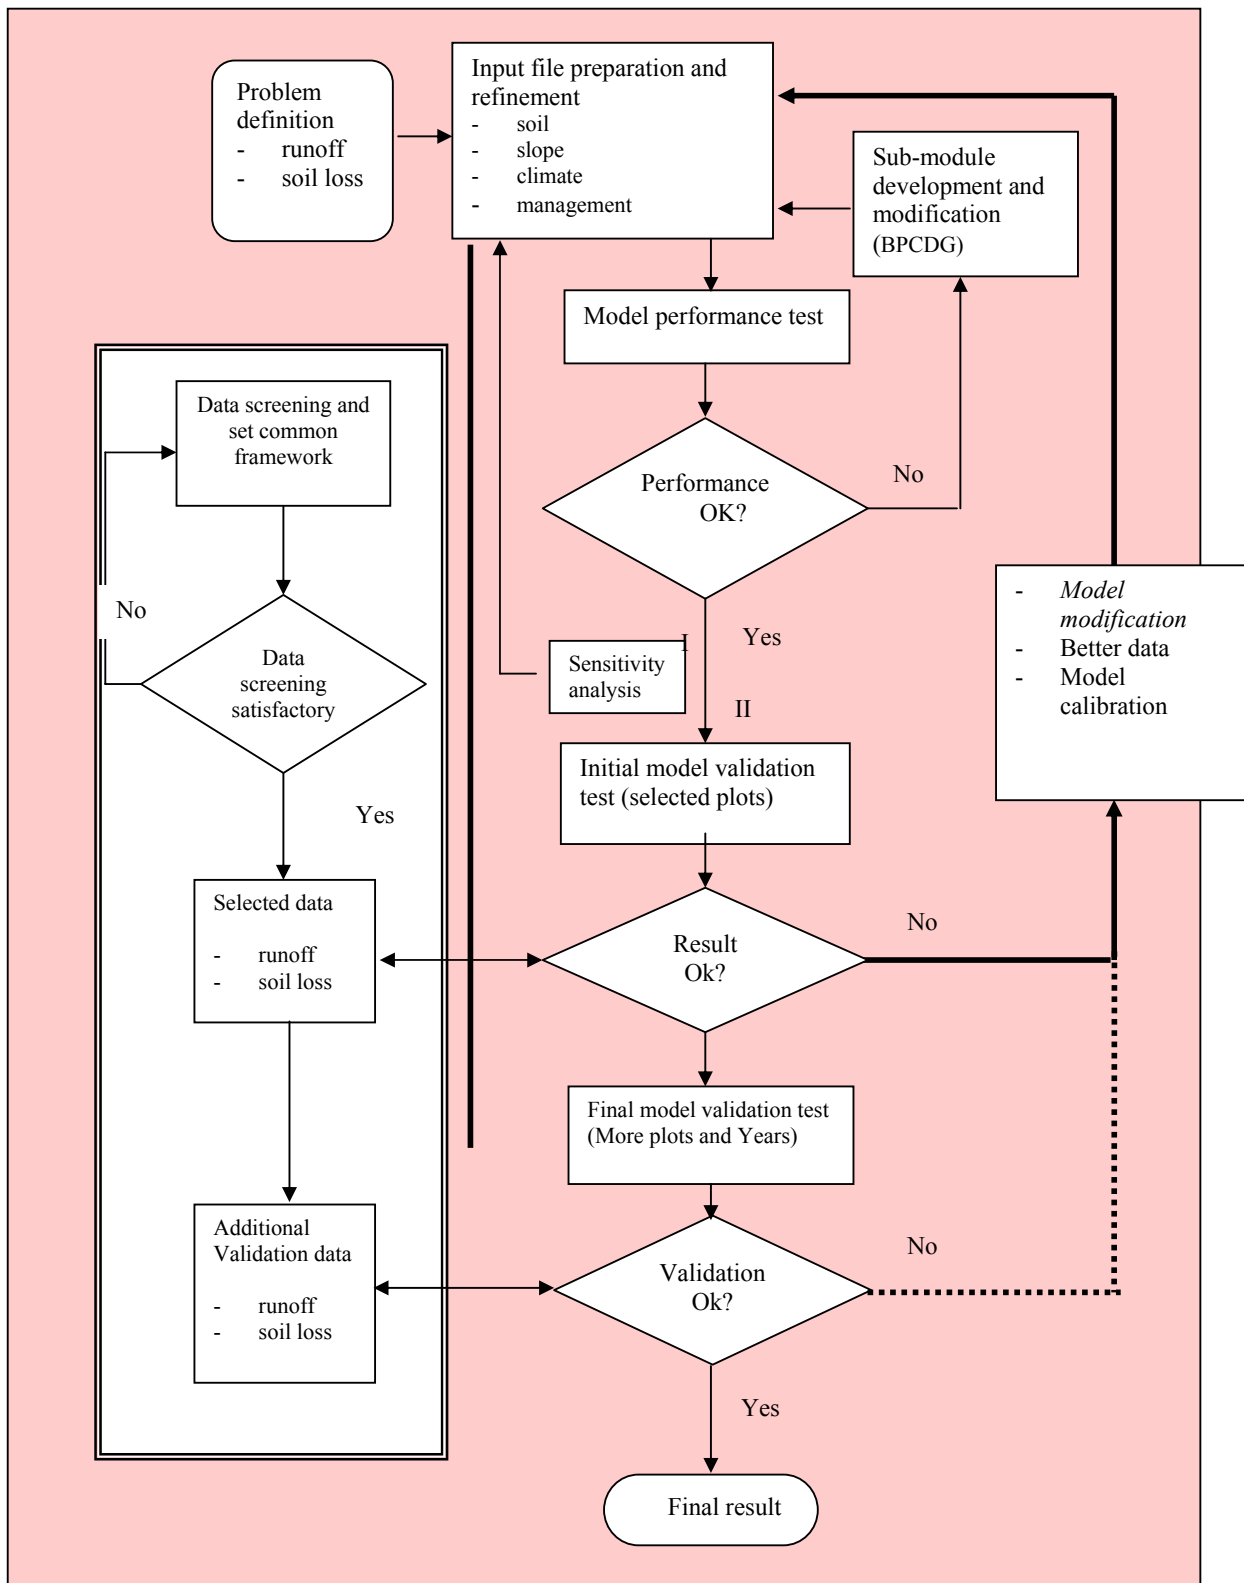 Problem
definition
- runoff
- soil loss
Input file preparation and
refinement
- soil
- slope
- climate
- management
Sub-module
development and
modification
(BPCDG)
Model performance test
Data screening and
set common
framework
Performance
OK?
No
No
Data
screening
satisfactory
I
Yes
Sensitivity
analysis
II
- Model
modification
- Better data
- Model
calibration
Initial model validation
test (selected plots)
Yes
Selected data
- runoff
- soil loss
Result
Ok?
No
Final model validation test
(More plots and Years)
Additional
Validation data
- runoff
- soil loss
Validation
Ok?
No
Yes
Final result